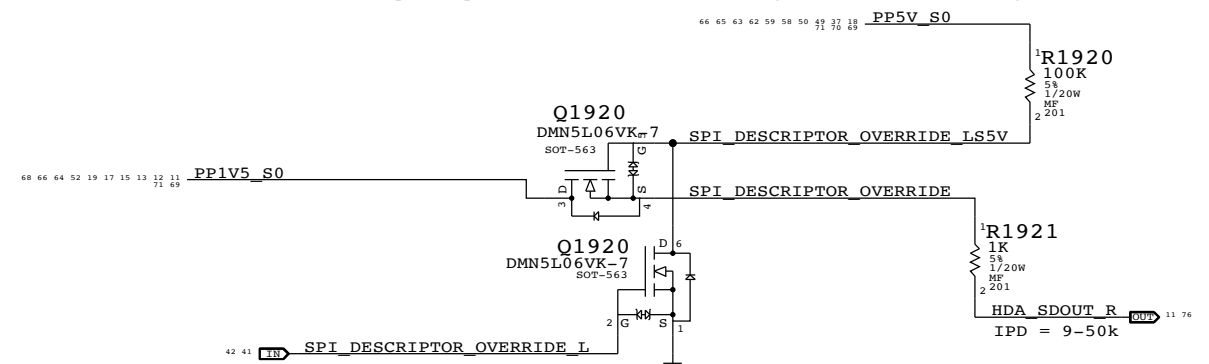 66 65 63 62 59 58 50 49 37 18
71 70 69
PP5V_S0
1
R1920
100K
5%
1/20W
MF
201
2
Q1920
DMN5L06VK-7
SOT-563
G
SPI_DESCRIPTOR_OVERRIDE_LS5V
68 66 64 52 19 17 15 13 12 11
71 69
PP1V5_S0
D
S
3
4
SPI_DESCRIPTOR_OVERRIDE
1
R1921
1K
5%
1/20W
MF
201
2
Q1920
DMN5L06VK-7
SOT-563
D 6
2 G
S
1
HDA_SDOUT_R
OUT
11 76
IPD = 9-50k
42 41
IN
SPI_DESCRIPTOR_OVERRIDE_L